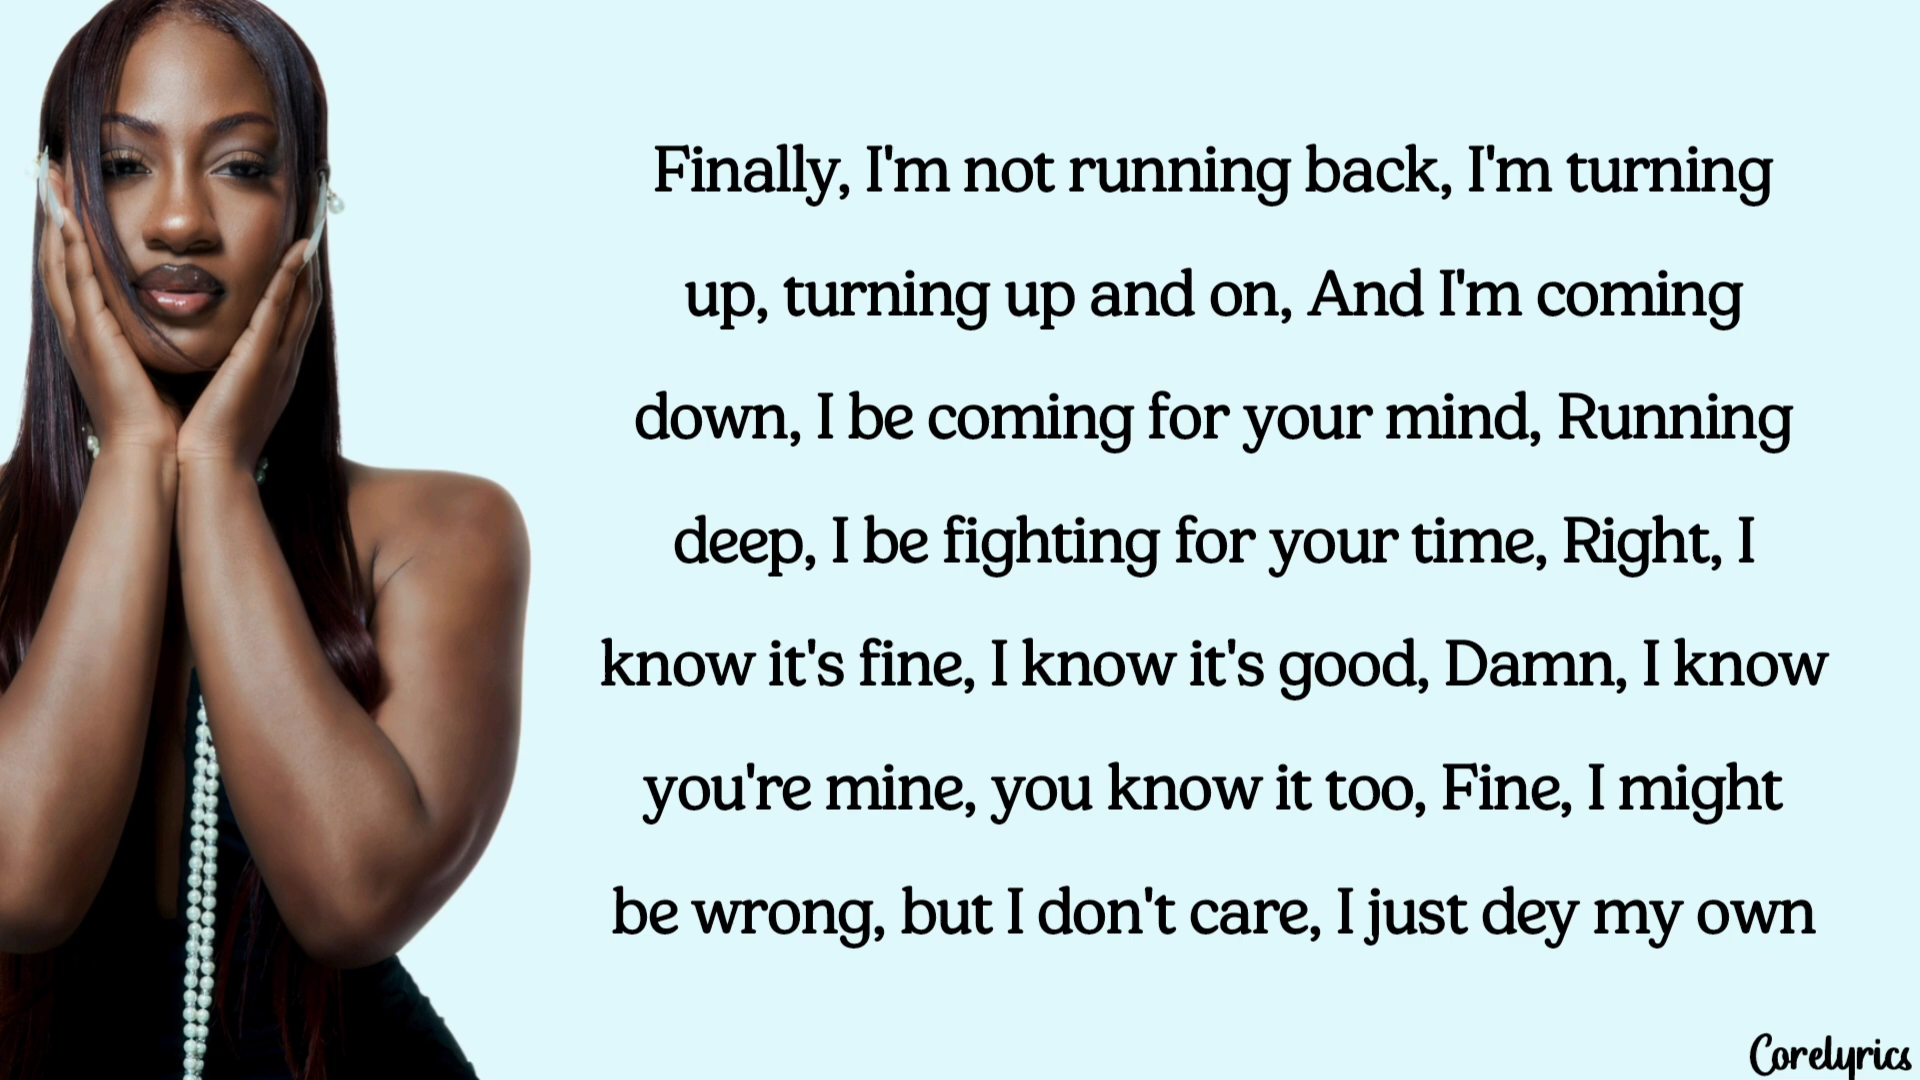 Finally, I'm not running back, I'm turning
up, turning up and on, And I'm coming
down, I be coming for your mind, Running
deep, I be fighting for your time, Right, I
know it's fine, I know it's good, Damn, I know
you're mine, you know it too, Fine, I might
be wrong, but I don't care, I just dey my own
Corelyrics